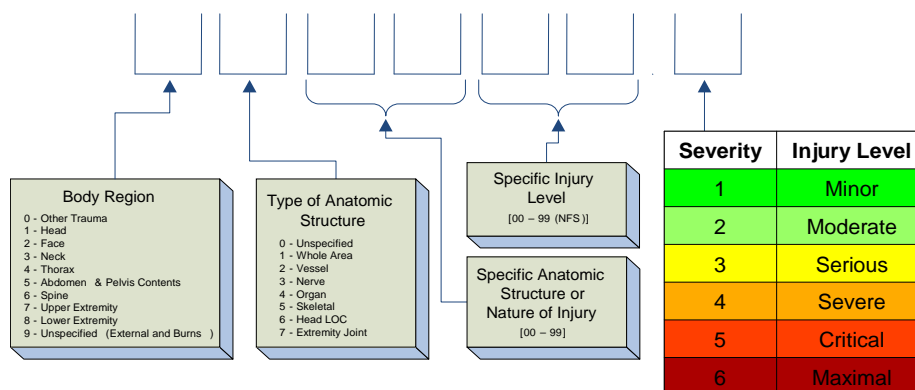 .
Body Region
0 - Other Trauma
1 - Head
2 - Face
3 - Neck
4 - Thorax
5 - Abdomen & Pelvis Contents
6 - Spine
7 - Upper Extremity
8 - Lower Extremity
9 - Unspecified (External and Burns )
Type of Anatomic
Structure
0 - Unspecified
1 - Whole Area
2 - Vessel
3 - Nerve
4 - Organ
5 - Skeletal
6 - Head LOC
7 - Extremity Joint
Specific Injury
Level
[00 – 99 (NFS )]
Specific Anatomic
Structure or
Nature of Injury
[00 – 99]
Severity Injury Level
1 Minor
2 Moderate
3 Serious
4 Severe
5 Critical
6 Maximal